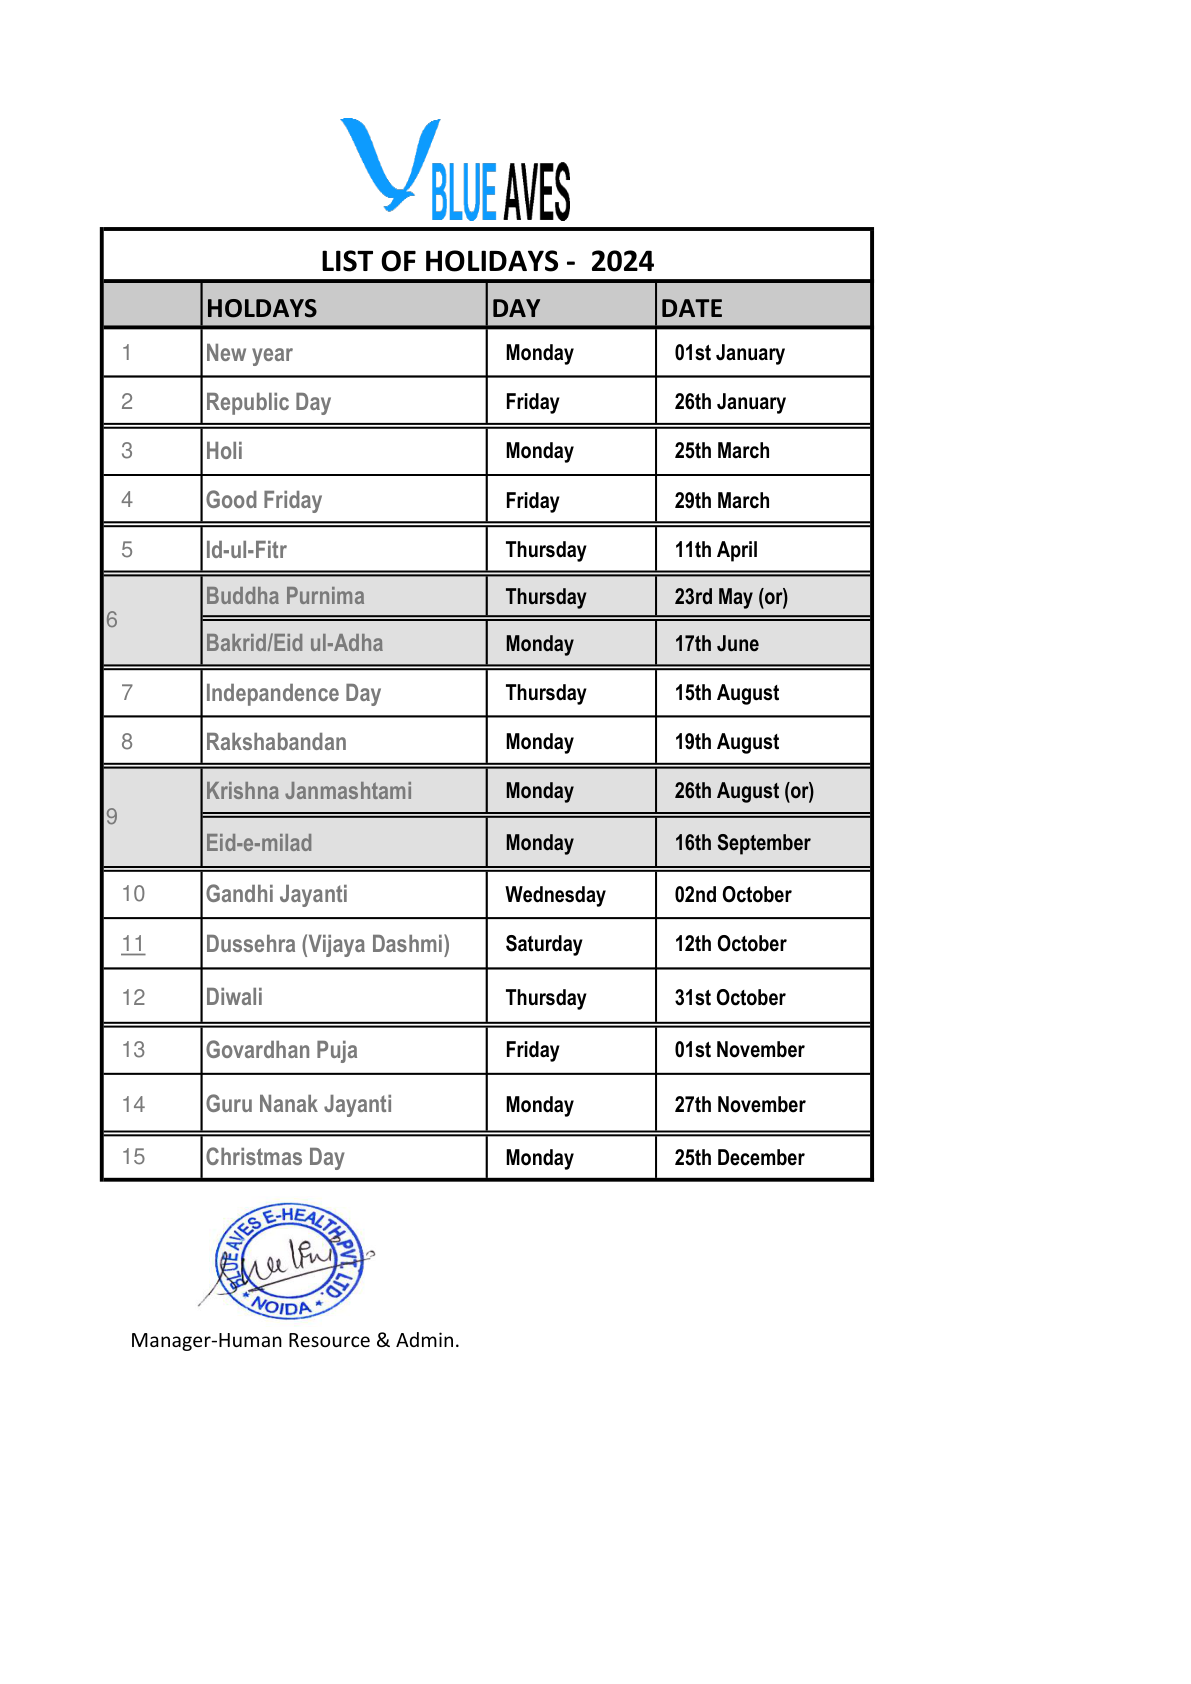 BLUE AVES
LIST OF HOLIDAYS - 2024
HOLDAYS DAY DATE
1 New year Monday 01st January
2 Republic Day Friday 26th January
3 Holi Monday 25th March
4 Good Friday Friday 29th March
5 Id-ul-Fitr Thursday 11th April
6 Buddha Purnima Thursday 23rd May (or)
Bakrid/Eid ul-Adha Monday 17th June
7 Indepandence Day Thursday 15th August
8 Rakshabandan Monday 19th August
9 Krishna Janmashtami Monday 26th August (or)
Eid-e-milad Monday 16th September
10 Gandhi Jayanti Wednesday 02nd October
11 Dussehra (Vijaya Dashmi) Saturday 12th October
12 Diwali Thursday 31st October
13 Govardhan Puja Friday 01st November
14 Guru Nanak Jayanti Monday 27th November
15 Christmas Day Monday 25th December
BLUE AVES E-HEALTH PVT. LTD.
* NOIDA *
Manager-Human Resource & Admin.